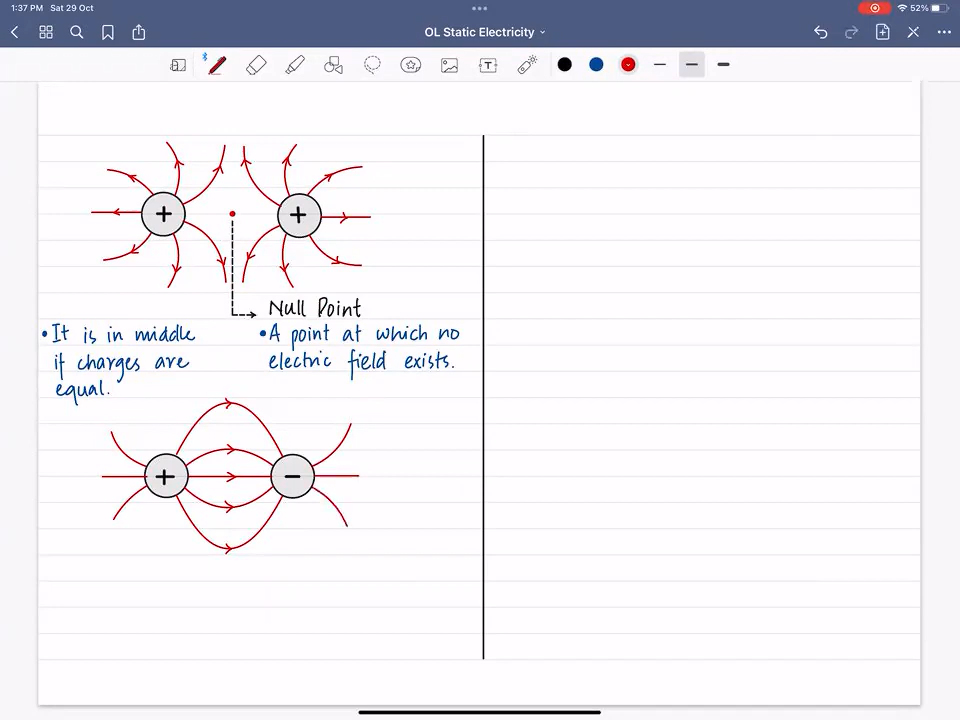 1:37 PM Sat 29 Oct
52%
OL Static Electricity
T
+ +
Null Point
•It is in middle
if charges are
equal.
•A point at which no
electric field exists.
+ −